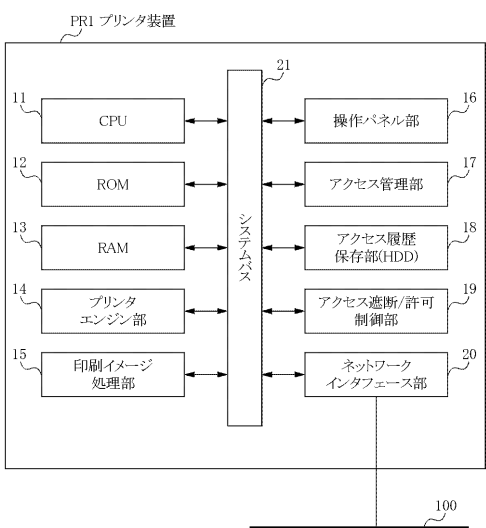 PR1 プリンタ装置
11
CPU
12
ROM
13
RAM
14
プリンタ
エンジン部
15
印刷イメージ
処理部
21
システムバス
16
操作パネル部
17
アクセス管理部
18
アクセス履歴
保存部(HDD)
19
アクセス遮断/許可
制御部
20
ネットワーク
インタフェース部
100